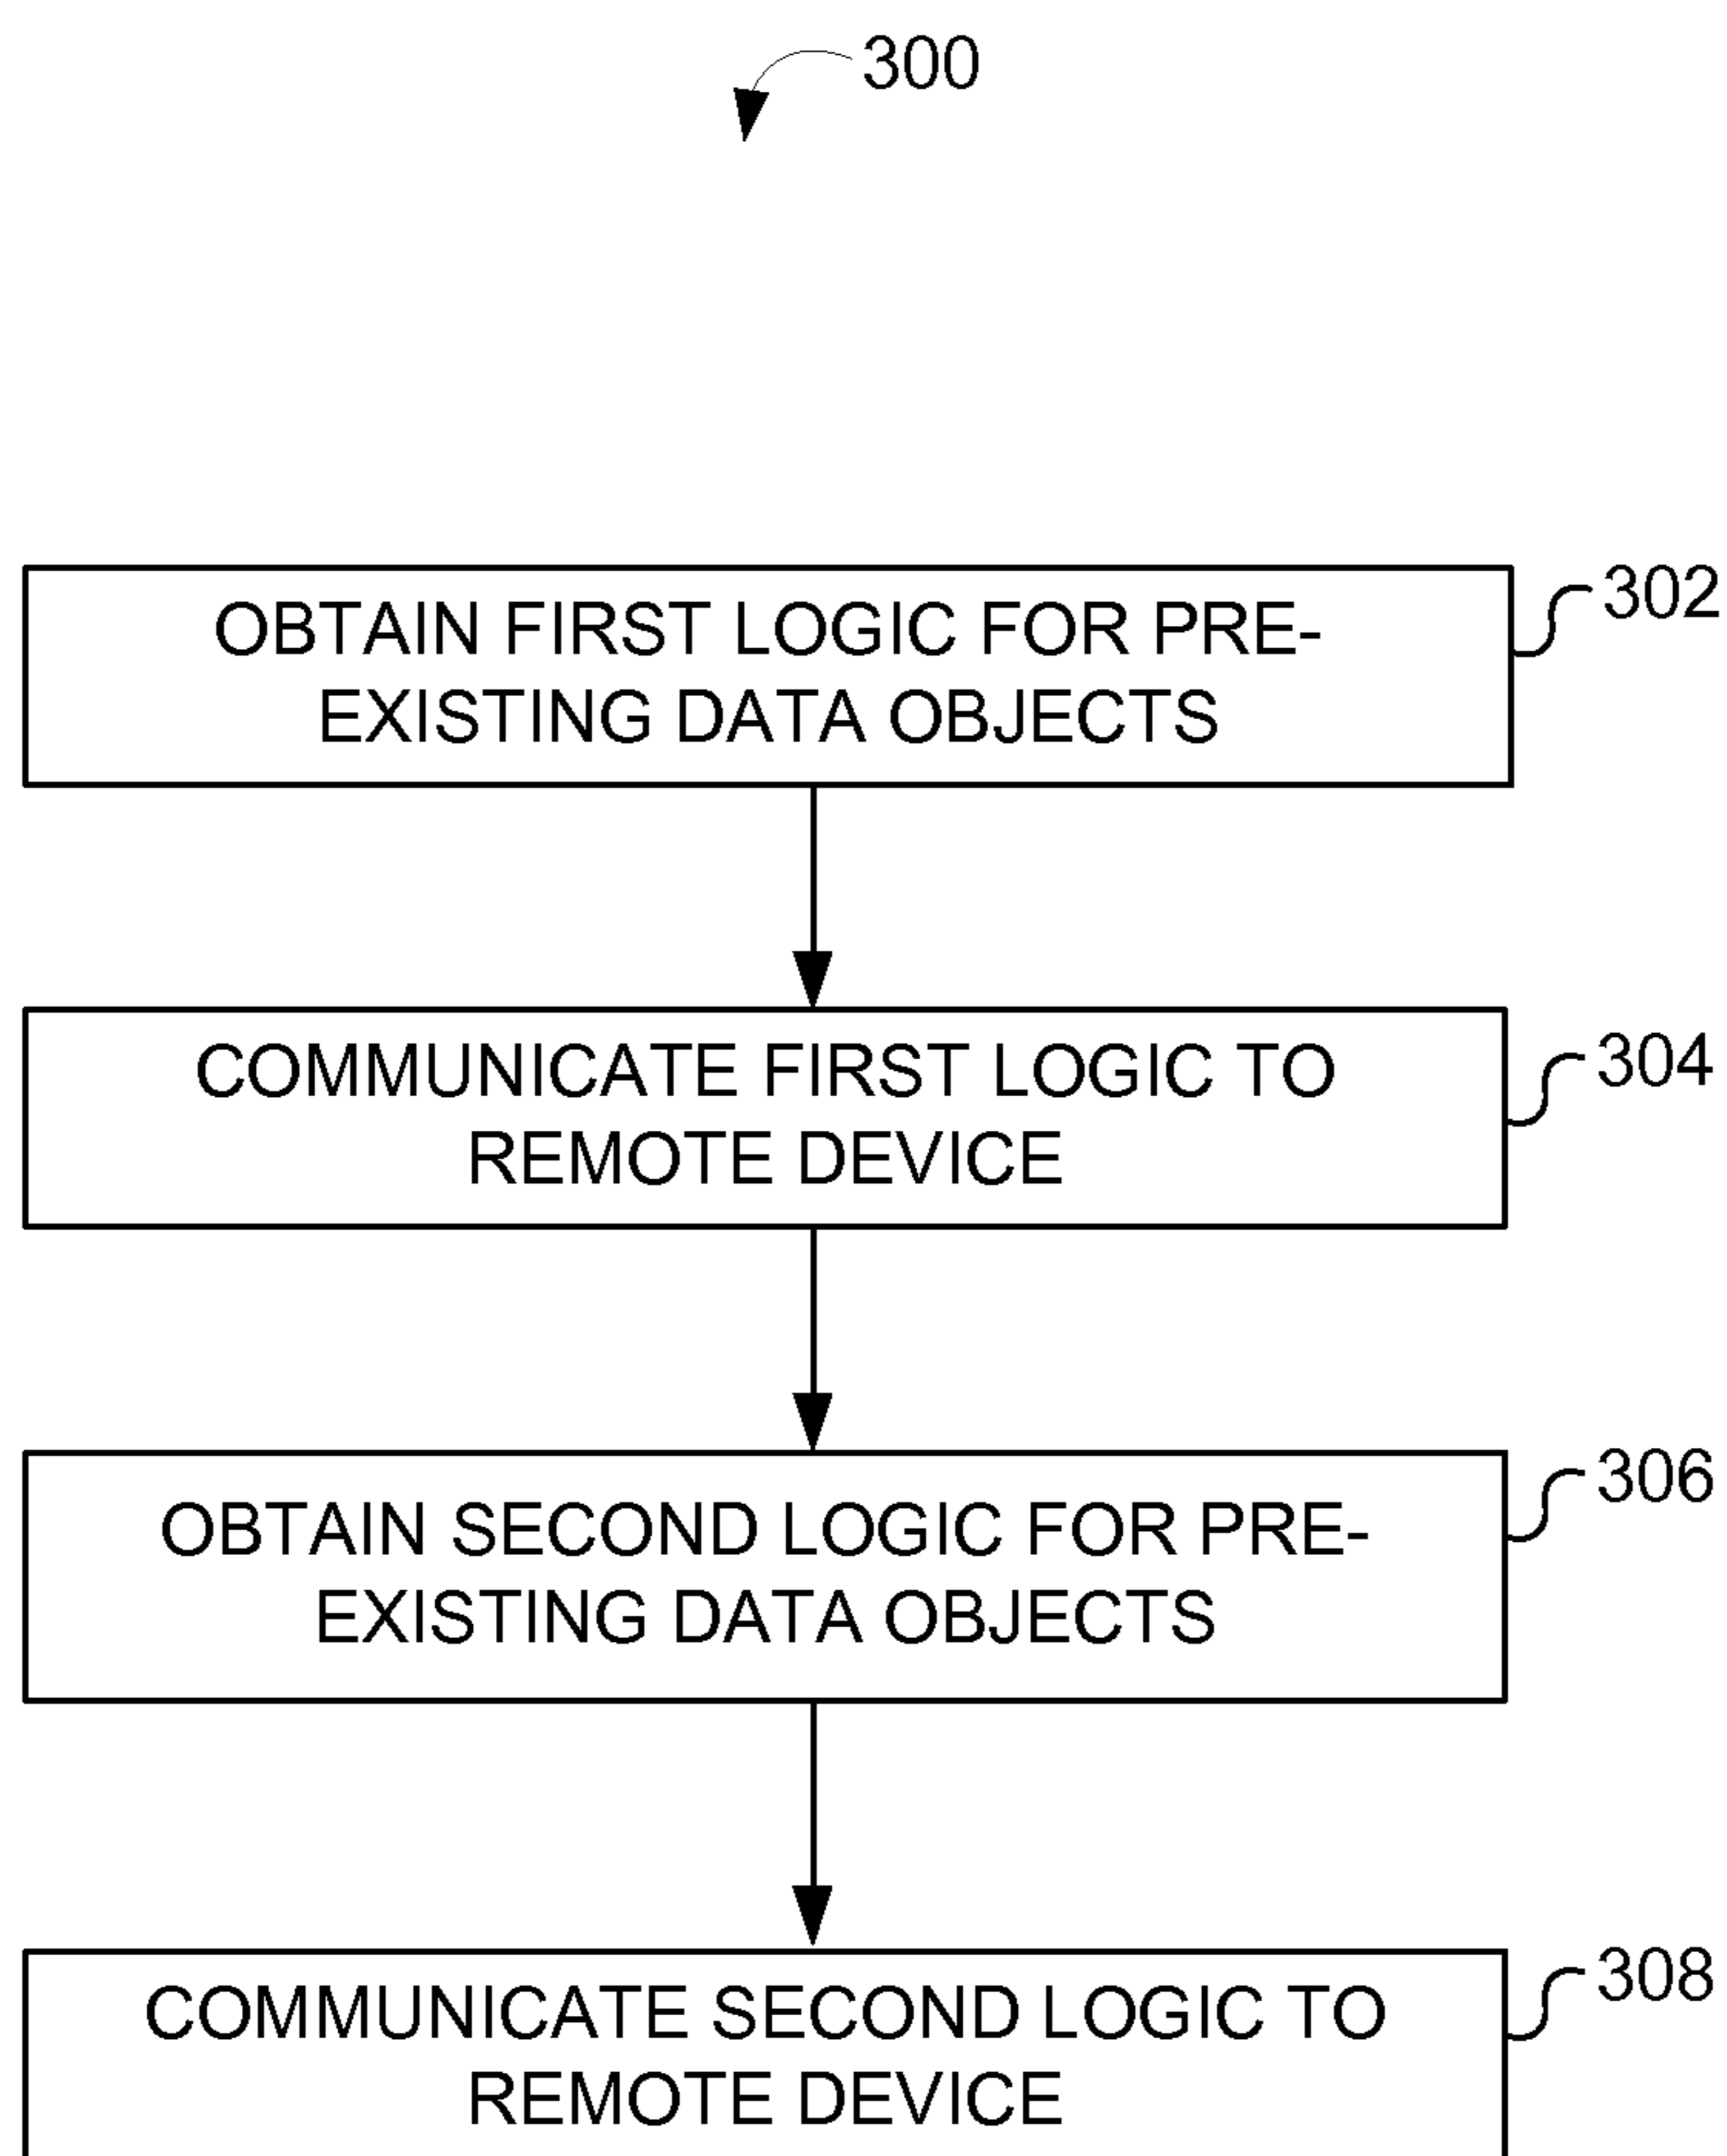 300
OBTAIN FIRST LOGIC FOR PRE-
EXISTING DATA OBJECTS
302
COMMUNICATE FIRST LOGIC TO
REMOTE DEVICE
304
OBTAIN SECOND LOGIC FOR PRE-
EXISTING DATA OBJECTS
306
COMMUNICATE SECOND LOGIC TO
REMOTE DEVICE
308